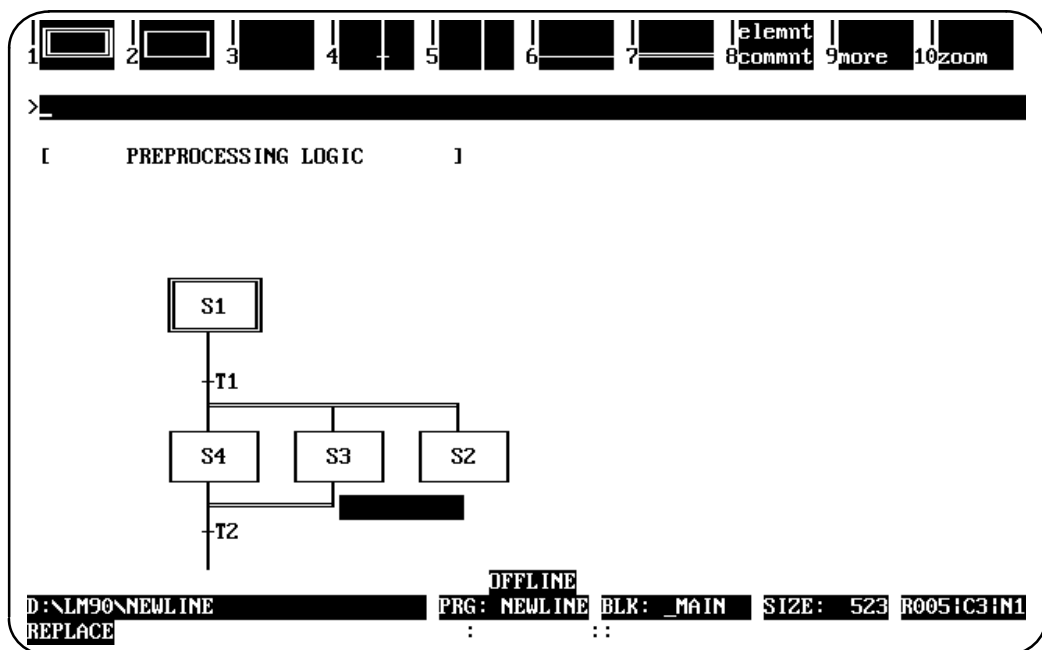 elemnt
1 2 3 4 5 6 7 8commnt 9more 10zoom
>_
[ PREPROCESSING LOGIC ]
S1
T1
S4 S3 S2
T2
OFFLINE
D:\LM90\NEWLINE PRG: NEWLINE BLK: _MAIN SIZE: 523 R005|C3|N1
REPLACE : ::